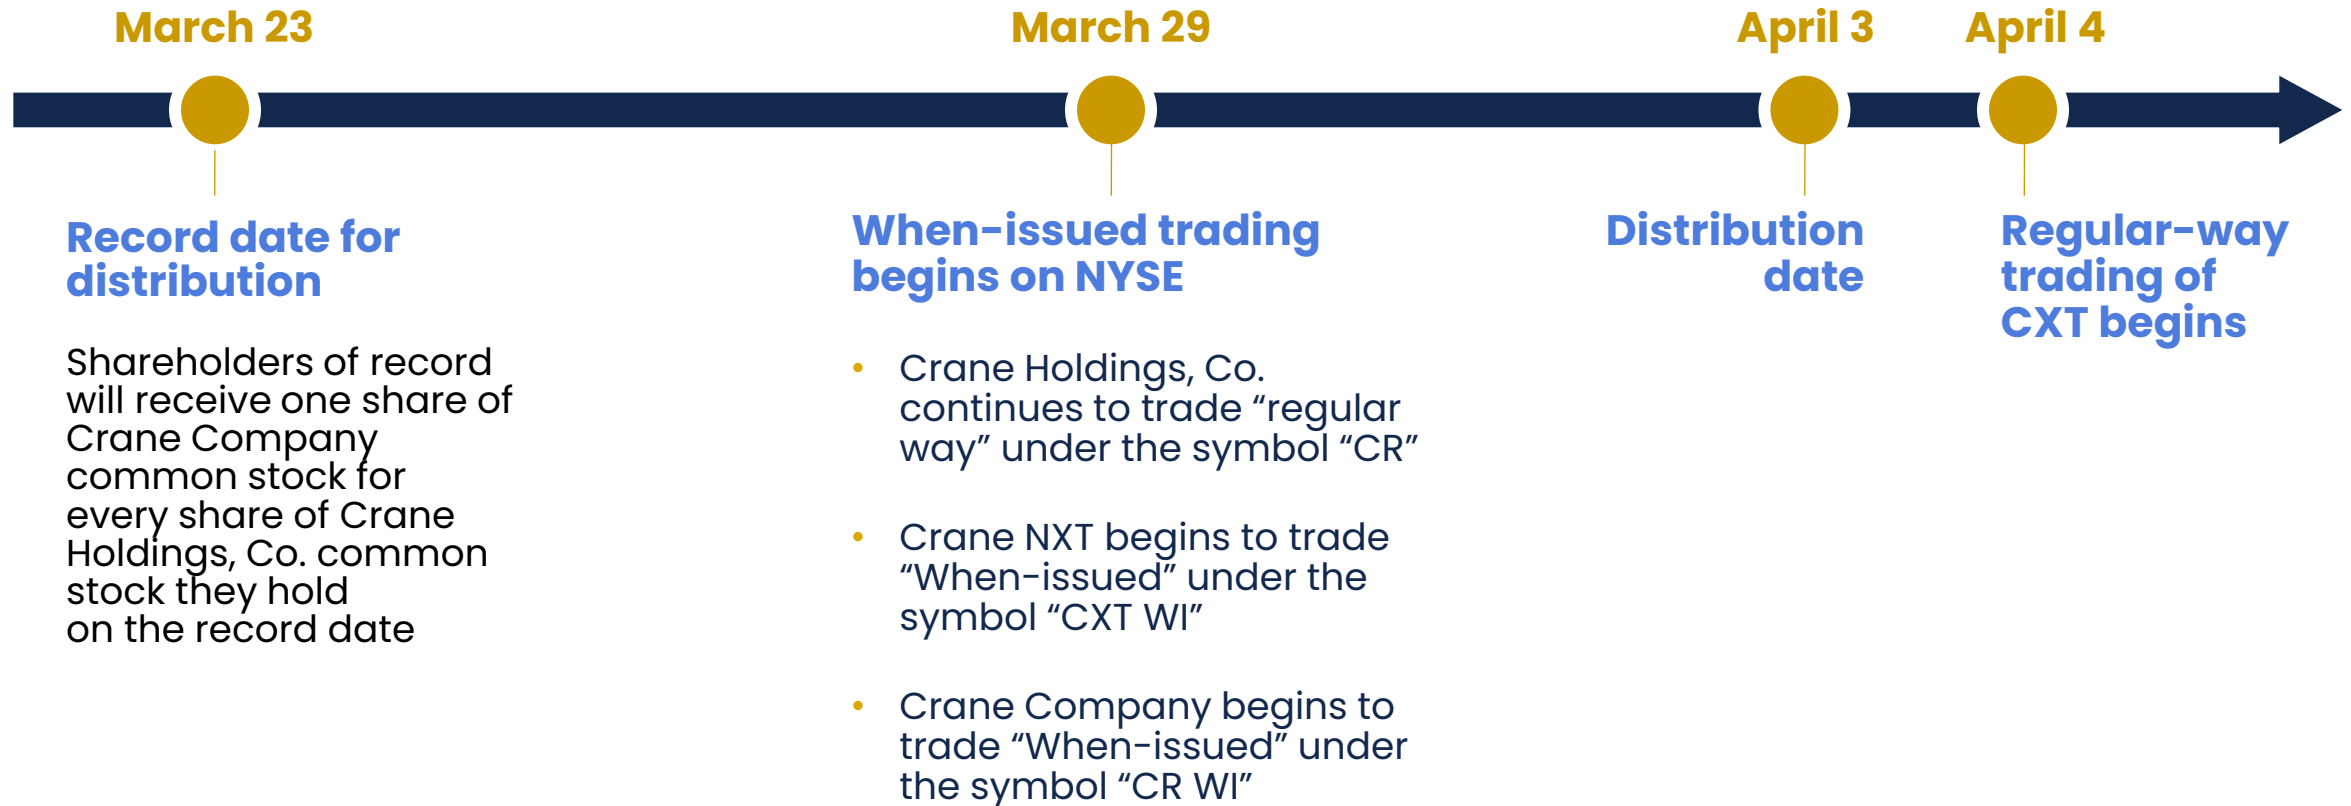 March 23
March 29
April 3
April 4
Record date for
distribution
Shareholders of record
will receive one share of
Crane Company
common stock for
every share of Crane
Holdings, Co. common
stock they hold
on the record date
When-issued trading
begins on NYSE
• Crane Holdings, Co.
continues to trade “regular
way” under the symbol “CR”
• Crane NXT begins to trade
“When-issued” under the
symbol “CXT WI”
• Crane Company begins to
trade “When-issued” under
the symbol “CR WI”
Distribution
date
Regular-way
trading of
CXT begins